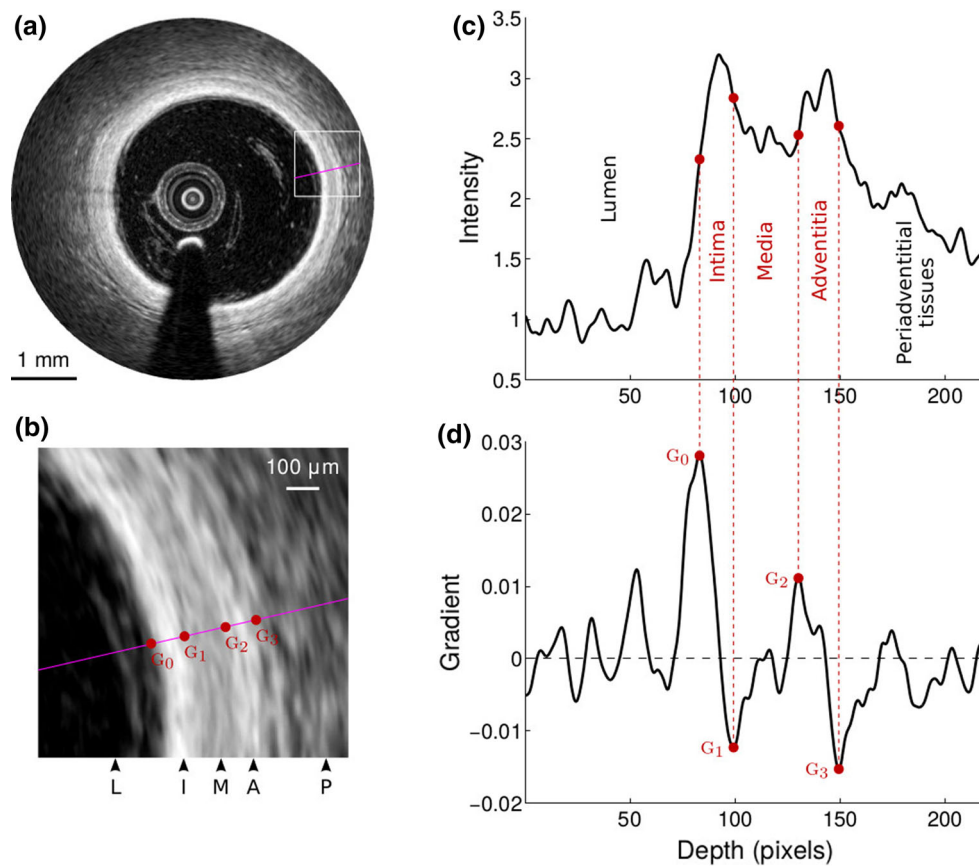 (a)
1 mm
(b)
100 µm
G0
G1
G2
G3
L I M A P
(c)
3.5
3
2.5
2
1.5
1
0.5
Intensity
Lumen
Intima
Media
Adventitia
Periadventitial
tissues
50 100 150 200
(d)
0.03
0.02
0.01
0
−0.01
−0.02
Gradient
G0
G1
G2
G3
50 100 150 200
Depth (pixels)